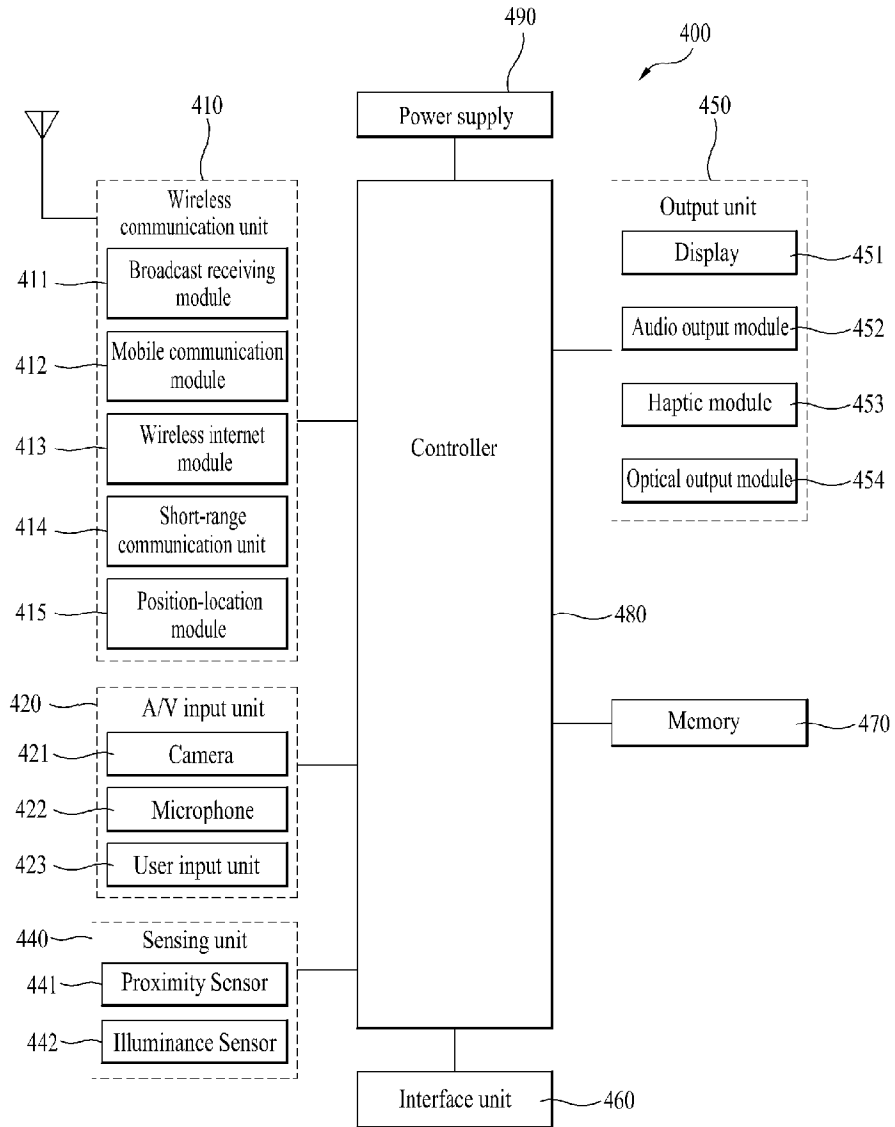 490
400
Power supply
410
Wireless
communication unit
411
Broadcast receiving
module
412
Mobile communication
module
413
Wireless internet
module
414
Short-range
communication unit
415
Position-location
module
420
A/V input unit
421
Camera
422
Microphone
423
User input unit
440
Sensing unit
441
Proximity Sensor
442
Illuminance Sensor
Controller
480
450
Output unit
Display
451
Audio output module
452
Haptic module
453
Optical output module
454
Memory
470
Interface unit
460